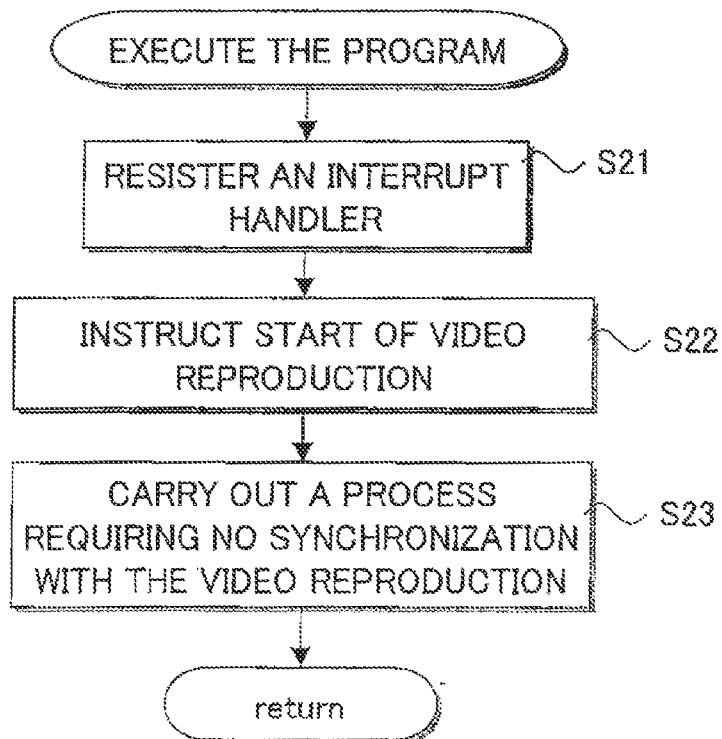 EXECUTE THE PROGRAM
RESISTER AN INTERRUPT
HANDLER
S21
INSTRUCT START OF VIDEO
REPRODUCTION
S22
CARRY OUT A PROCESS
REQUIRING NO SYNCHRONIZATION
WITH THE VIDEO REPRODUCTION
S23
return